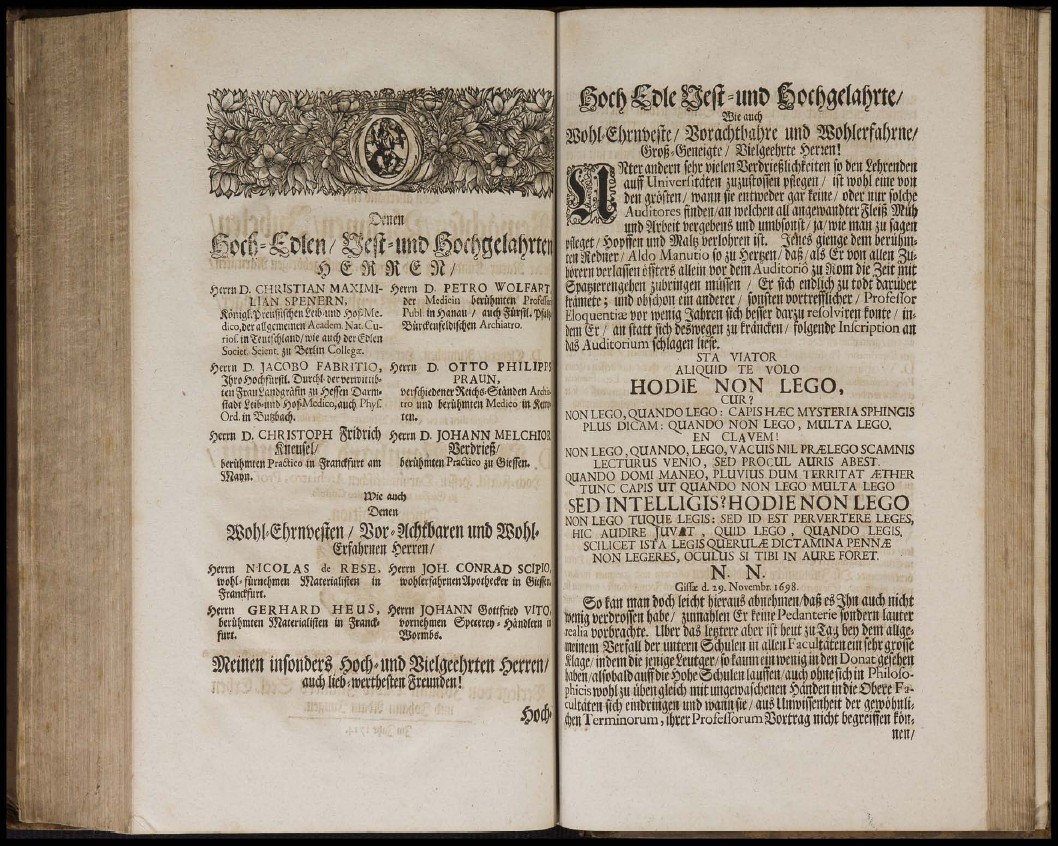 Denen
Hoch-Edlen / Vest-und Hochgelahrten
HERREN /
Herrn D. CHRISTIAN MAXIMI-
LIAN SPENERN,
Königl. Preussischen Leib-und Hof-Me-
dico, der allgemeinen Academ. Nat. Cu-
rios. in Teutschland/ wie auch der Edlen
Societ. Scient. zu Berlin Collegæ.
Herrn D. PETRO WOLFART,
der Medicin berühmten Professori
Publ. in Hanau / auch Fürstl. Pfaltz-
Bürckenfeldischen Archiatro.
Herrn D. JACOBO FABRITIO,
Ihro Hochfürstl. Durchl. der verwittib-
ten Frau Landgräfin zu Hessen Darm-
stadt Leib-und Hof-Medico, auch Phys.
Ord. in Butzbach.
Herrn D. OTTO PHILIPP
PRAUN,
verschiedener Reichs-Ständen Archia-
tro und berühmten Medico in Kemp-
ten.
Herrn D. CHRISTOPH Fridrich
Kneusel/
berühmten Practico in Franckfurt am
Mayn.
Herrn D. JOHANN MELCHIOR
Verdrieß/
berühmten Practico zu Giessen.
Wie auch
Denen
Wohl-Ehrnvesten / Vor-Achtbaren und Wohl-
Erfahrnen Herren/
Herrn NICOLAS de RESE,
wohl-fürnehmen Materialisten in
Franckfurt.
Herrn JOH. CONRAD SCIPIO,
wohlerfahrnen Apothecker in Giessen.
Herrn GERHARD HEUS,
berühmten Materialisten in Franck-
furt.
Herrn JOHANN Gottfried VITO,
vornehmen Specerey-Händlern in
Wormbs.
Meinen insonders Hoch-und Vielgeehrten Herren/
auch lieb-werthesten Freunden!
Hoch-
Hoch Edle Vest-und Hochgelahrte/
Wie auch
Wohl-Ehrnveste/ Vorachtbahre und Wohlerfahrne/
Groß-Geneigte / Vielgeehrte Herren!
UNter andern sehr vielen Verdrießlichkeiten so den Lehrenden
auff Universitäten zuzustossen pflegen / ist wohl eine von
den grösten/ wann sie entweder gar keine/ oder nur solche
Auditores finden/an welchen all angewandter Fleiß Müh
und Arbeit vergebens und umbsonst/ ja/ wie man zu sagen
pfleget/ Hopffen und Maltz verlohren ist. Jenes gienge dem berühm-
ten Redner/ Aldo Manutio so zu Hertzen/ daß/ als Er von allen Zu-
hörern verlassen öffters allein vor dem Auditoriô zu Rom die Zeit mit
Spatzierengehen zubringen müssen / Er sich endlich zu todt darüber
krämete; und obschon ein anderer / sonsten vortrefflicher / Professor
Eloquentiæ vor wenig Jahren sich besser darzu resolviren konte / in-
dem Er / an statt sich deswegen zu kräncken / folgende Inscription an
das Auditorium schlagen liese.
STA VIATOR
ALIQUID TE VOLO
HODIE NON LEGO,
CUR?
NON LEGO, QUANDO LEGO: CAPIS HÆC MYSTERIA SPHINGIS
PLUS DICAM: QUANDO NON LEGO, MULTA LEGO.
EN CLAVEM!
NON LEGO, QUANDO, LEGO, VACUIS NIL PRÆLEGO SCAMNIS
LECTURUS VENIO, SED PROCUL AURIS ABEST.
QUANDO DOMI MANEO, PLUVIUS DUM TERRITAT ÆTHER
TUNC CAPIS UT QUANDO NON LEGO MULTA LEGO
SED INTELLIGIS? HODIE NON LEGO
NON LEGO TUQUE LEGIS: SED ID EST PERVERTERE LEGES,
HIC AUDIRE JUVAT, QUID LEGO, QUANDO LEGIS,
SCILICET ISTA LEGIS QUERULÆ DICTAMINA PENNÆ
NON LEGERES, OCULUS SI TIBI IN AURE FORET.
N. N.
Gissæ d. 29. Novembr. 1698.
So kan man doch leicht hieraus abnehmen/daß es Ihn auch nicht
wenig verdrossen habe/ zumahlen Er keine Pedanterie sondern lauter
realia vorbrachte. Uber das letztere aber ist heut zu Tag bey dem allge-
meinem Verfall der untern Schulen in allen Facultäten ein sehr grosse
Klage/ indem die jenige Leutger/ so kaum ein wenig in den Donat gesehen
haben/alsobald auff die Hohe Schulen lauffen/auch ohne sich in Philoso-
phicis wohl zu üben gleich mit ungewaschenen Händen in die Obere Fa-
cultäten sich eindringen und wann sie/ aus Unwissenheit der gewöhnli-
chen Terminorum, ihrer Professorum Vortrag nicht begreiffen kön-
nen/